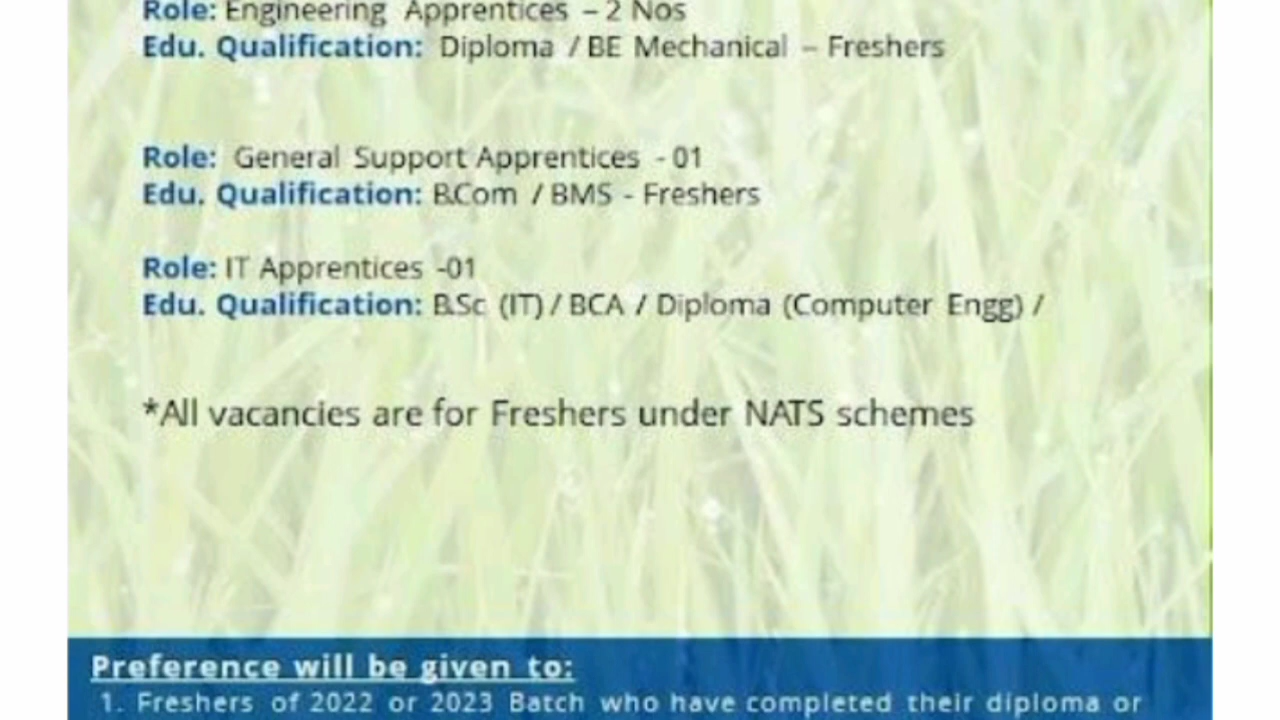 Role: Engineering Apprentices – 2 Nos
Edu. Qualification: Diploma / BE Mechanical – Freshers
Role: General Support Apprentices - 01
Edu. Qualification: B.Com / BMS - Freshers
Role: IT Apprentices -01
Edu. Qualification: B.Sc (IT) / BCA / Diploma (Computer Engg) /
*All vacancies are for Freshers under NATS schemes
Preference will be given to:
1. Freshers of 2022 or 2023 Batch who have completed their diploma or